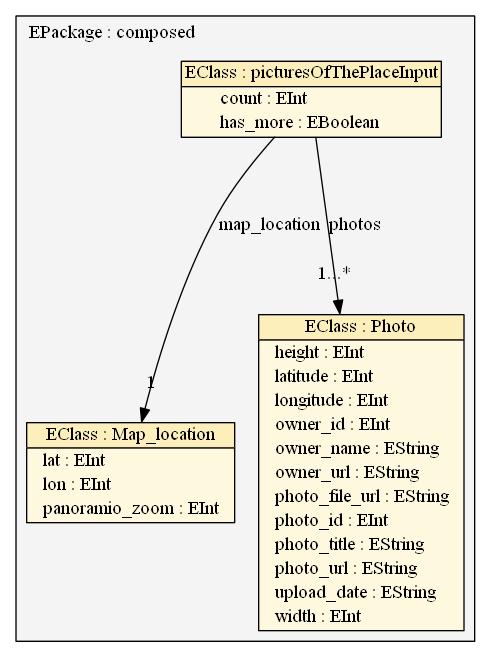 EPackage : composed
EClass : picturesOfThePlaceInput
count : EInt
has_more : EBoolean
map_location
photos
1...*
1
EClass : Map_location
lat : EInt
lon : EInt
panoramio_zoom : EInt
EClass : Photo
height : EInt
latitude : EInt
longitude : EInt
owner_id : EInt
owner_name : EString
owner_url : EString
photo_file_url : EString
photo_id : EInt
photo_title : EString
photo_url : EString
upload_date : EString
width : EInt